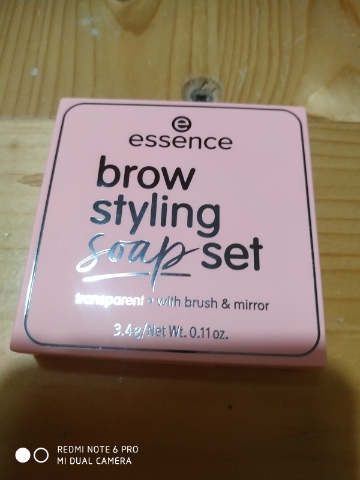 essence
brow
styling
soap set
transparent • with brush & mirror
3.4g/Net Wt. 0.11 oz.
REDMI NOTE 6 PRO
MI DUAL CAMERA